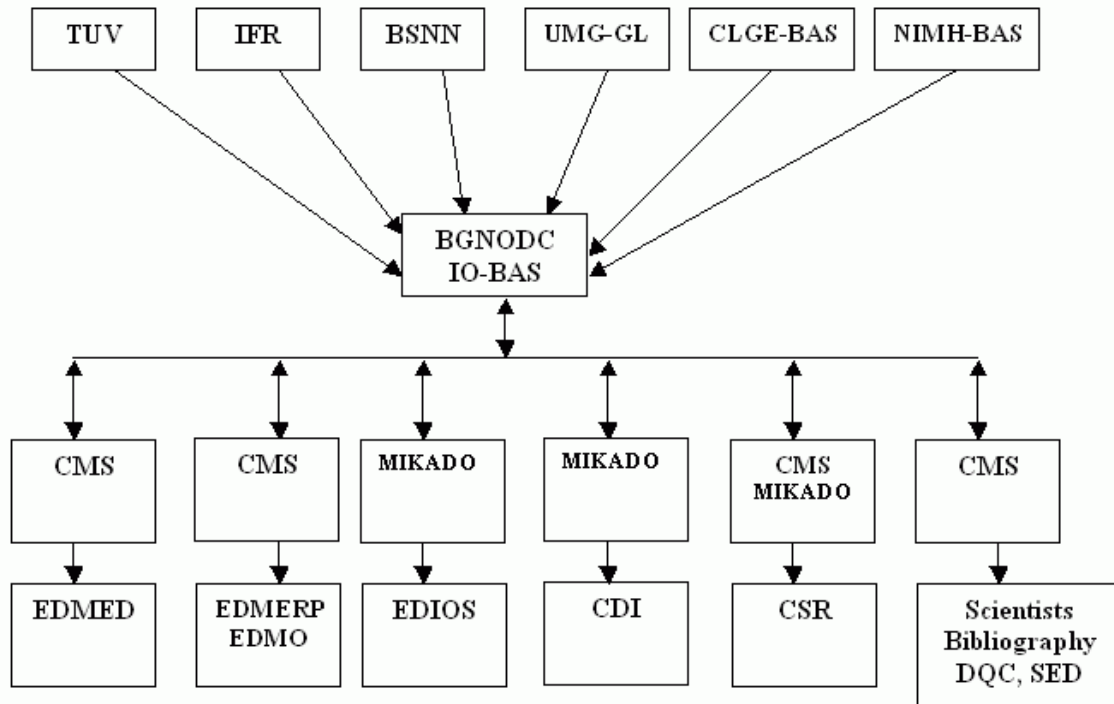 TUV
IFR
BSNN
UMG-GL
CLGE-BAS
NIMH-BAS
BGNODC
IO-BAS
CMS
CMS
MIKADO
MIKADO
CMS
MIKADO
CMS
EDMED
EDMERP
EDMO
EDIOS
CDI
CSR
Scientists
Bibliography
DQC, SED